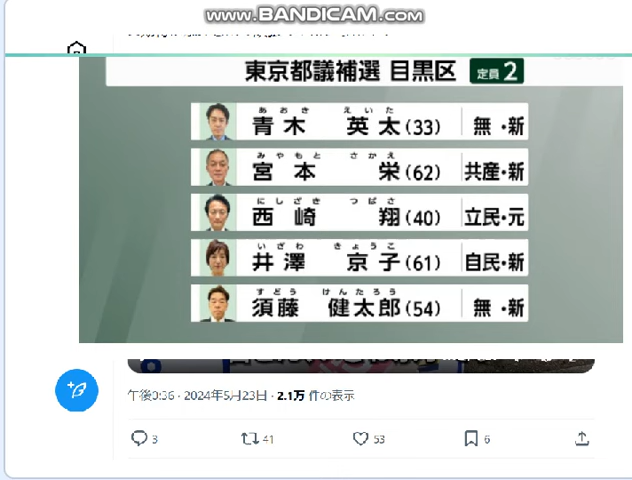 www.BANDICAM.com
東京都議補選 目黒区 定員2
あおき えいた
青木 英太(33) 無・新
みやもと さかえ
宮本 栄(62) 共産・新
にしざき つばさ
西崎 翔(40) 立民・元
いざわ きょうこ
井澤 京子(61) 自民・新
すどう けんたろう
須藤 健太郎(54) 無・新
午後0:36 · 2024年5月23日 · 2.1万 件の表示
3 41 53 6